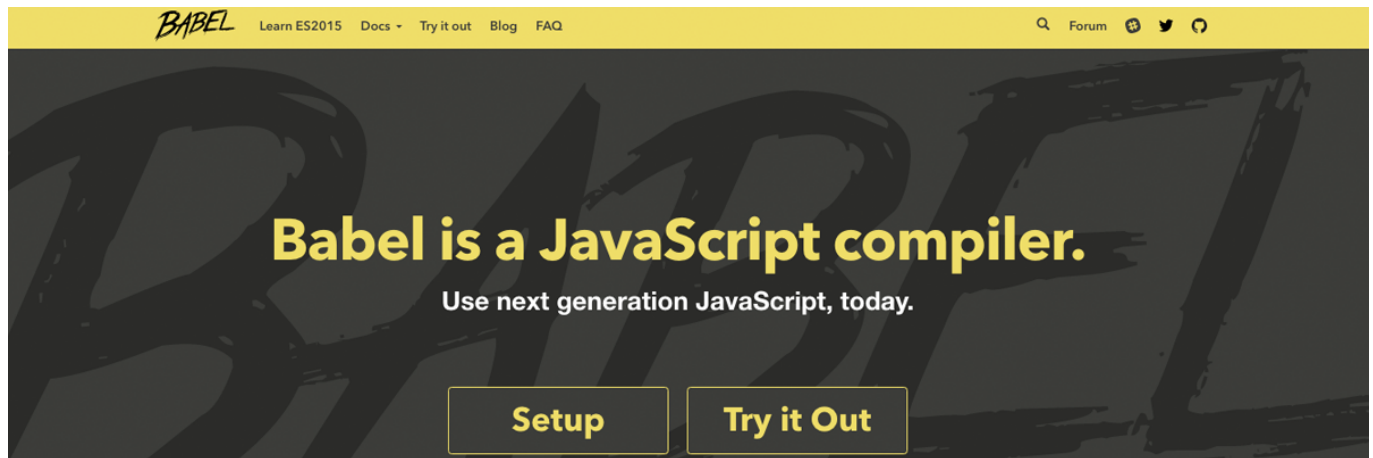 BABEL Learn ES2015 Docs Try it out Blog FAQ Forum
BABEL
Babel is a JavaScript compiler.
Use next generation JavaScript, today.
Setup Try it Out